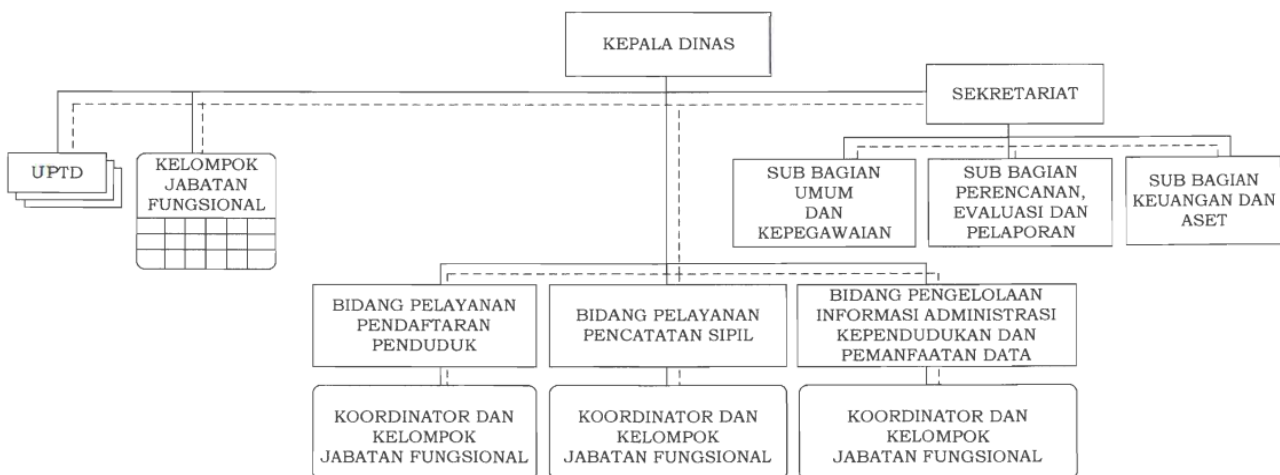 KEPALA DINAS
SEKRETARIAT
UPTD
KELOMPOK
JABATAN
FUNGSIONAL
SUB BAGIAN
UMUM
DAN
KEPEGAWAIAN
SUB BAGIAN
PERENCANAN,
EVALUASI DAN
PELAPORAN
SUB BAGIAN
KEUANGAN DAN
ASET
BIDANG PELAYANAN
PENDAFTARAN
PENDUDUK
BIDANG PELAYANAN
PENCATATAN SIPIL
BIDANG PENGELOLAAN
INFORMASI ADMINISTRASI
KEPENDUDUKAN DAN
PEMANFAATAN DATA
KOORDINATOR DAN
KELOMPOK
JABATAN FUNGSIONAL
KOORDINATOR DAN
KELOMPOK
JABATAN FUNGSIONAL
KOORDINATOR DAN
KELOMPOK
JABATAN FUNGSIONAL